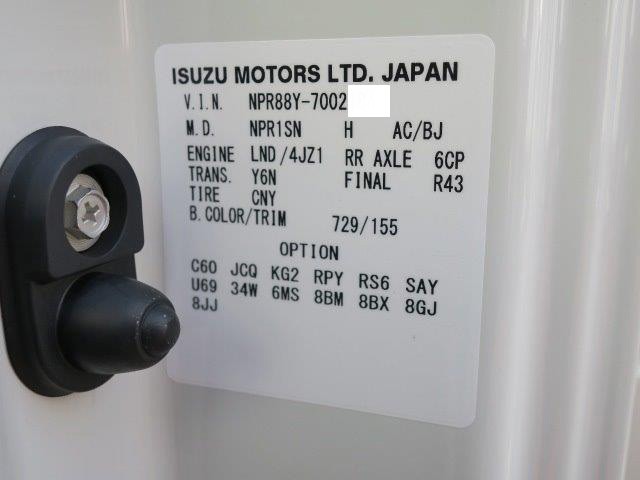 ISUZU MOTORS LTD. JAPAN
V.I.N. NPR88Y-7002
M.D. NPR1SN H AC/BJ
ENGINE LND/4JZ1 RR AXLE 6CP
TRANS. Y6N FINAL R43
TIRE CNY
B.COLOR/TRIM 729/155
OPTION
C60 JCQ KG2 RPY RS6 SAY
U69 34W 6MS 8BM 8BX 8GJ
8JJ